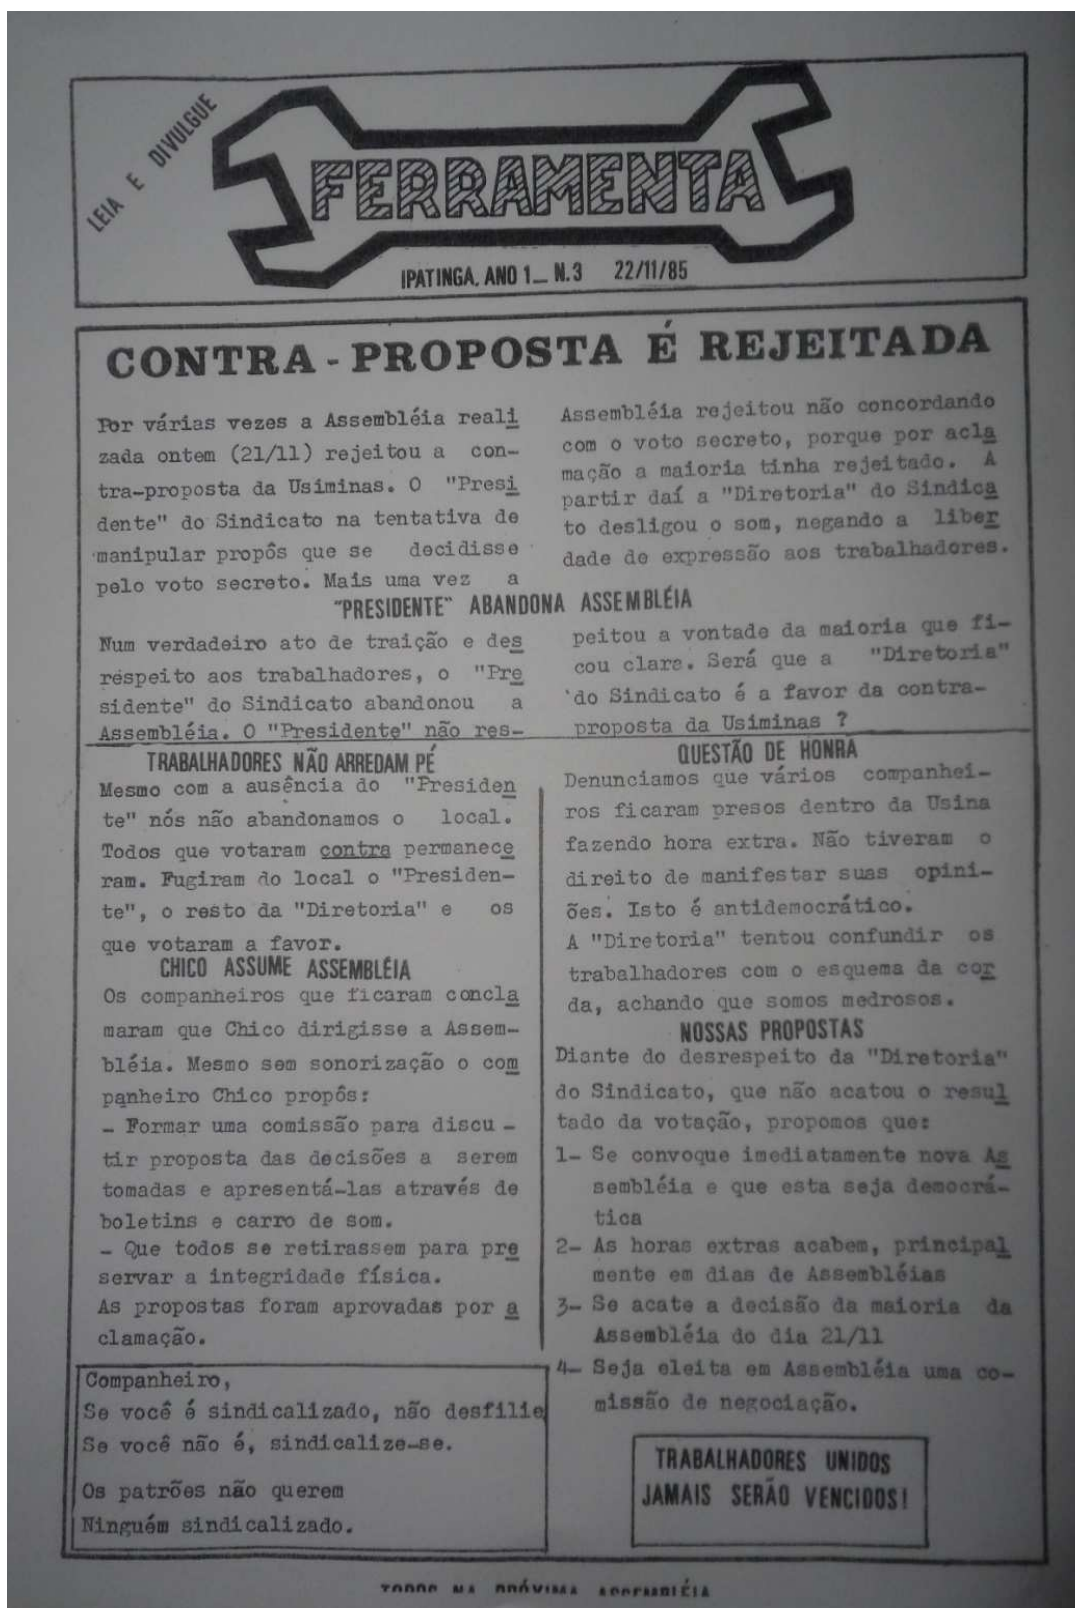 LEIA E DIVULGUE
FERRAMENTA
IPATINGA, ANO 1_ N.3 22/11/85
CONTRA - PROPOSTA É REJEITADA
Por várias vezes a Assembléia reali
zada ontem (21/11) rejeitou a con-
tra-proposta da Usiminas. O "Presi
dente" do Sindicato na tentativa de
manipular propôs que se decidisse
pelo voto secreto. Mais uma vez a
Assembléia rejeitou não concordando
com o voto secreto, porque por acla
mação a maioria tinha rejeitado. A
partir daí a "Diretoria" do Sindica
to desligou o som, negando a liber
dade de expressão aos trabalhadores.
"PRESIDENTE" ABANDONA ASSEMBLÉIA
Num verdadeiro ato de traição e des
respeito aos trabalhadores, o "Pre
sidente" do Sindicato abandonou a
Assembléia. O "Presidente" não res-
peitou a vontade da maioria que fi-
cou clara. Será que a "Diretoria"
do Sindicato é a favor da contra-
proposta da Usiminas ?
TRABALHADORES NÃO ARREDAM PÉ
Mesmo com a ausência do "Presiden
te" nós não abandonamos o local.
Todos que votaram contra permanece
ram. Fugiram do local o "Presiden-
te", o resto da "Diretoria" e os
que votaram a favor.
CHICO ASSUME ASSEMBLÉIA
Os companheiros que ficaram concla
maram que Chico dirigisse a Assem-
bléia. Mesmo sem sonorização o com
panheiro Chico propôs:
- Formar uma comissão para discu -
tir proposta das decisões a serem
tomadas e apresentá-las através de
boletins e carro de som.
- Que todos se retirassem para pre
servar a integridade física.
As propostas foram aprovadas por a
clamação.
Companheiro,
Se você é sindicalizado, não desfilie
Se você não é, sindicalize-se.
Os patrões não querem
Ninguém sindicalizado.
QUESTÃO DE HONRA
Denunciamos que vários companhei-
ros ficaram presos dentro da Usina
fazendo hora extra. Não tiveram o
direito de manifestar suas opini-
ões. Isto é antidemocrático.
A "Diretoria" tentou confundir os
trabalhadores com o esquema da cor
da, achando que somos medrosos.
NOSSAS PROPOSTAS
Diante do desrespeito da "Diretoria"
do Sindicato, que não acatou o resul
tado da votação, propomos que:
1- Se convoque imediatamente nova As
sembléia e que esta seja democrá-
tica
2- As horas extras acabem, principal
mente em dias de Assembléias
3- Se acate a decisão da maioria da
Assembléia do dia 21/11
4- Seja eleita em Assembléia uma co-
missão de negociação.
TRABALHADORES UNIDOS
JAMAIS SERÃO VENCIDOS!
TODOS NA PRÓXIMA ASSEMBLÉIA